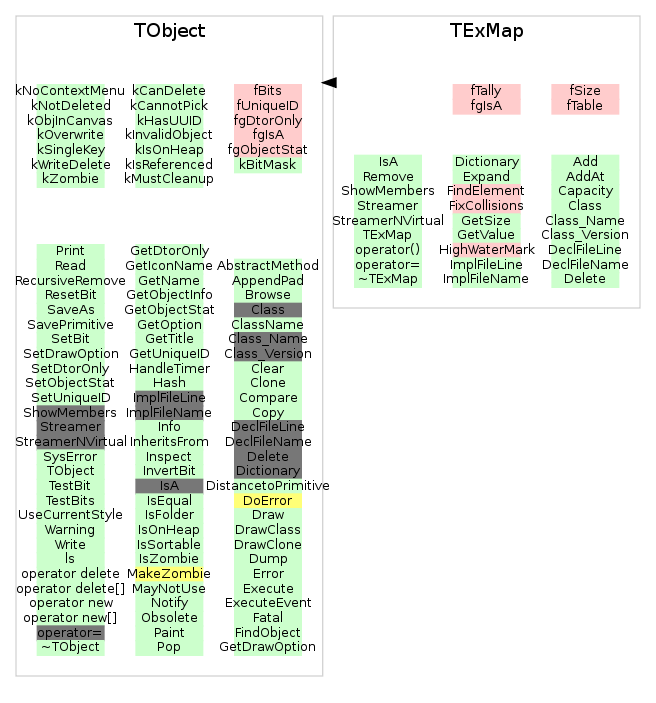 TObject
kNoContextMenu
kNotDeleted
kObjInCanvas
kOverwrite
kSingleKey
kWriteDelete
kZombie
kCanDelete
kCannotPick
kHasUUID
kInvalidObject
kIsOnHeap
kIsReferenced
kMustCleanup
fBits
fUniqueID
fgDtorOnly
fgIsA
fgObjectStat
kBitMask
Print
Read
RecursiveRemove
ResetBit
SaveAs
SavePrimitive
SetBit
SetDrawOption
SetDtorOnly
SetObjectStat
SetUniqueID
ShowMembers
Streamer
StreamerNVirtual
SysError
TObject
TestBit
TestBits
UseCurrentStyle
Warning
Write
ls
operator delete
operator delete[]
operator new
operator new[]
operator=
~TObject
GetDtorOnly
GetIconName
GetName
GetObjectInfo
GetObjectStat
GetOption
GetTitle
GetUniqueID
HandleTimer
Hash
ImplFileLine
ImplFileName
Info
InheritsFrom
Inspect
InvertBit
IsA
IsEqual
IsFolder
IsOnHeap
IsSortable
IsZombie
MakeZombie
MayNotUse
Notify
Obsolete
Paint
Pop
AbstractMethod
AppendPad
Browse
Class
ClassName
Class_Name
Class_Version
Clear
Clone
Compare
Copy
DeclFileLine
DeclFileName
Delete
Dictionary
DistancetoPrimitive
DoError
Draw
DrawClass
DrawClone
Dump
Error
Execute
ExecuteEvent
Fatal
FindObject
GetDrawOption
TExMap
fTally
fgIsA
fSize
fTable
IsA
Remove
ShowMembers
Streamer
StreamerNVirtual
TExMap
operator()
operator=
~TExMap
Dictionary
Expand
FindElement
FixCollisions
GetSize
GetValue
HighWaterMark
ImplFileLine
ImplFileName
Add
AddAt
Capacity
Class
Class_Name
Class_Version
DeclFileLine
DeclFileName
Delete